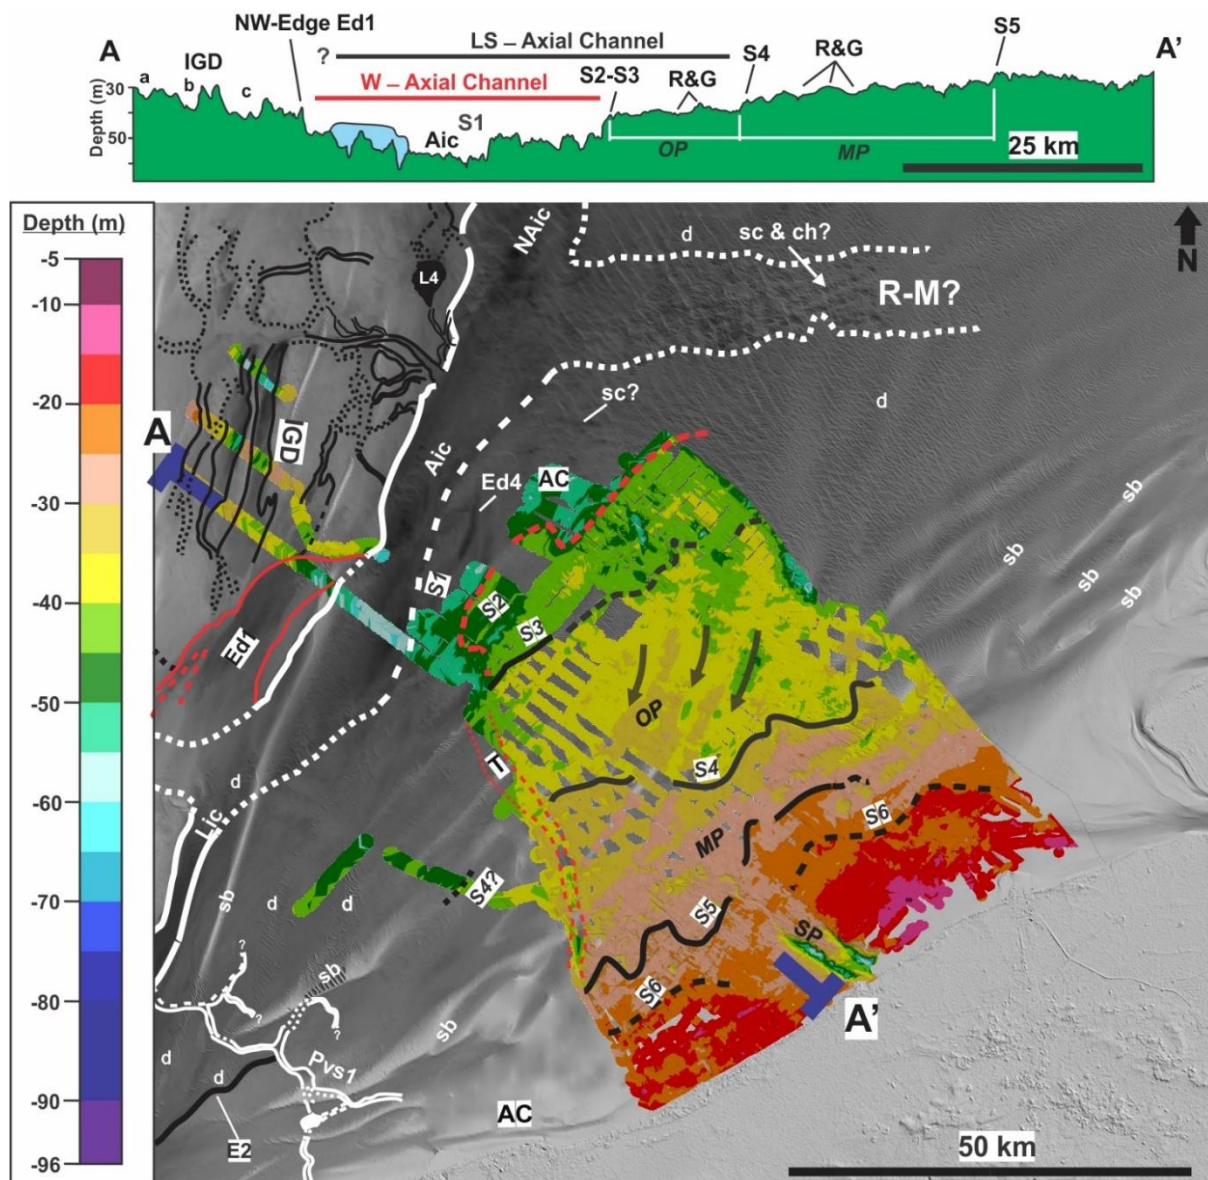 NW-Edge Ed1
LS – Axial Channel
S5
A
IGD
?
R&G
S4
R&G
A'
W – Axial Channel
S2-S3
a
b
c
30
50
Depth (m)
S1
Aic
OP
MP
25 km
Depth (m)
-5
-10
-20
-30
-40
-50
-60
-70
-80
-90
-96
NAic
d
sc & ch?
N
L4
R-M?
sc?
d
A
IGD
Aic
AC
Ed4
sb
sb
sb
sb
S1
S2
S3
Ed1
OP
d
IT
S4
Lic
MP
S6
S4?
sb
d
d
S5
SP
?
sb
S6
?
?
sb
A'
d
Pvs1
d
E2
AC
50 km